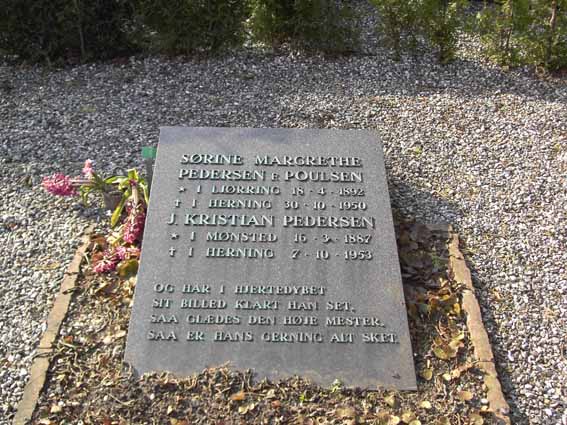 SØRINE MARGRETHE
PEDERSEN F. POULSEN
* I LJØRRING 18 · 4 · 1892
† I HERNING 30 · 10 · 1950
J. KRISTIAN PEDERSEN
* I MØNSTED 16 · 3 · 1887
† I HERNING 7 · 10 · 1953
OG HAR I HJERTEDYBET
SIT BILLED KLART HAN SET,
SAA GLÆDES DEN HØJE MESTER,
SAA ER HANS GERNING ALT SKET.